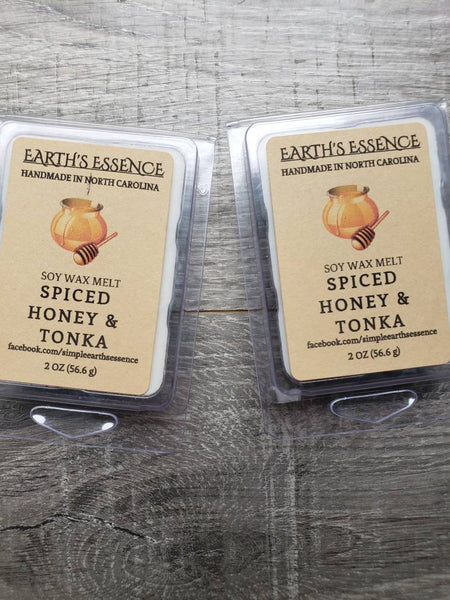 EARTH'S ESSENCE
HANDMADE IN NORTH CAROLINA
SOY WAX MELT
SPICED
HONEY &
TONKA
facebook.com/simpleearthsessence
2 OZ (56.6 g)
EARTH'S ESSENCE
HANDMADE IN NORTH CAROLINA
SOY WAX MELT
SPICED
HONEY &
TONKA
facebook.com/simpleearthsessence
2 OZ (56.6 g)